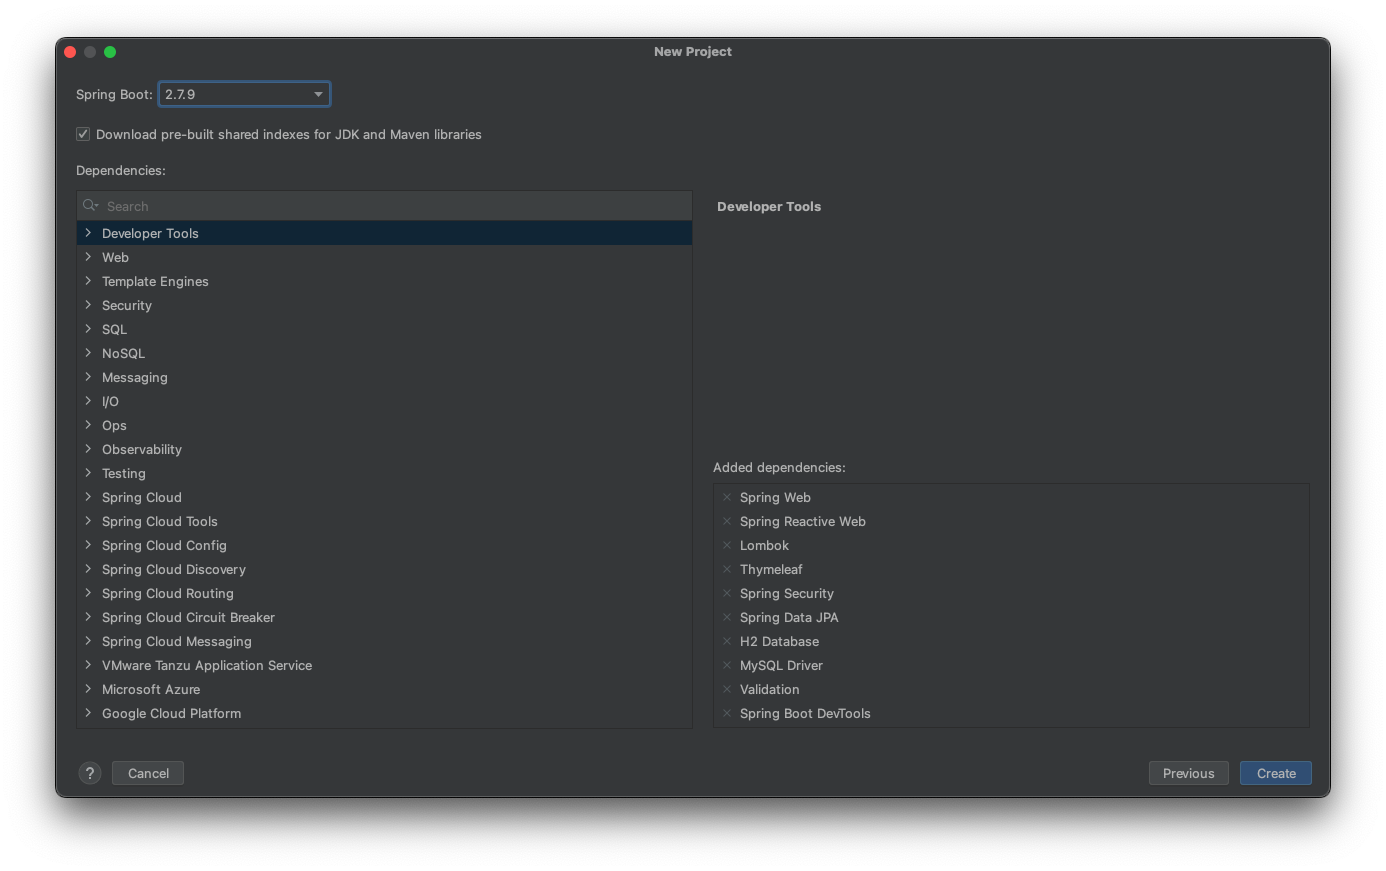 New Project
Spring Boot: 2.7.9
Download pre-built shared indexes for JDK and Maven libraries
Dependencies:
Search
Developer Tools
Web
Template Engines
Security
SQL
NoSQL
Messaging
I/O
Ops
Observability
Testing
Spring Cloud
Spring Cloud Tools
Spring Cloud Config
Spring Cloud Discovery
Spring Cloud Routing
Spring Cloud Circuit Breaker
Spring Cloud Messaging
VMware Tanzu Application Service
Microsoft Azure
Google Cloud Platform
Developer Tools
Added dependencies:
Spring Web
Spring Reactive Web
Lombok
Thymeleaf
Spring Security
Spring Data JPA
H2 Database
MySQL Driver
Validation
Spring Boot DevTools
? Cancel Previous Create